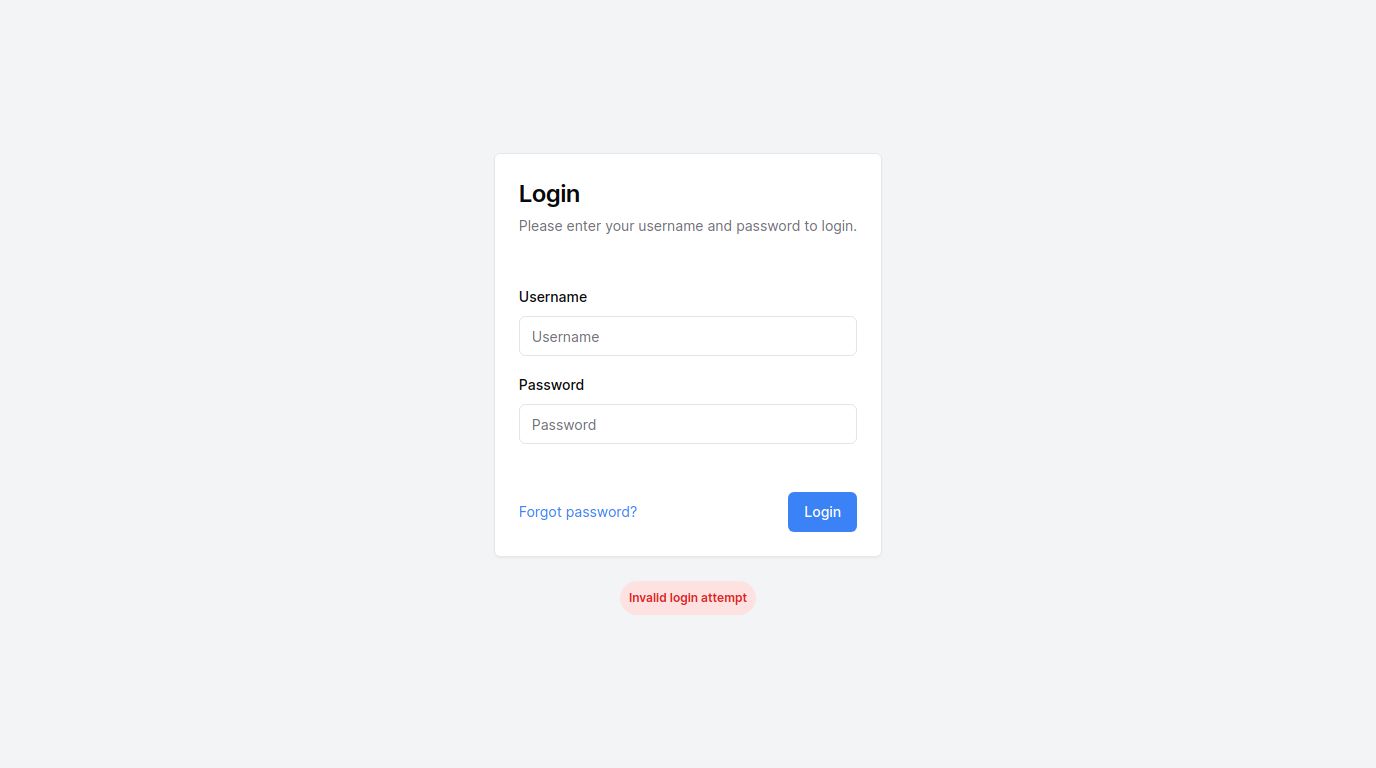 Login
Please enter your username and password to login.
Username
Username
Password
Password
Forgot password?
Login
Invalid login attempt